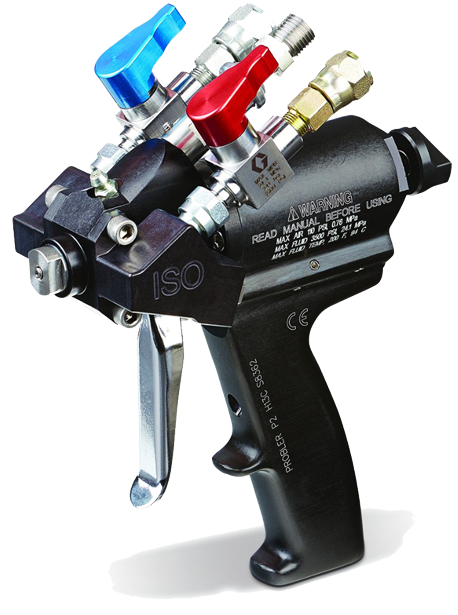 ⚠WARNING
READ MANUAL BEFORE USING
MAX AIR 110 PSI, 0.76 MPa
MAX FLUID 3500 PSI, 24.1 MPa
MAX FLUID TEMP. 200 F, 94 C
ISO
CE
PROBLER P2 H13C S8362